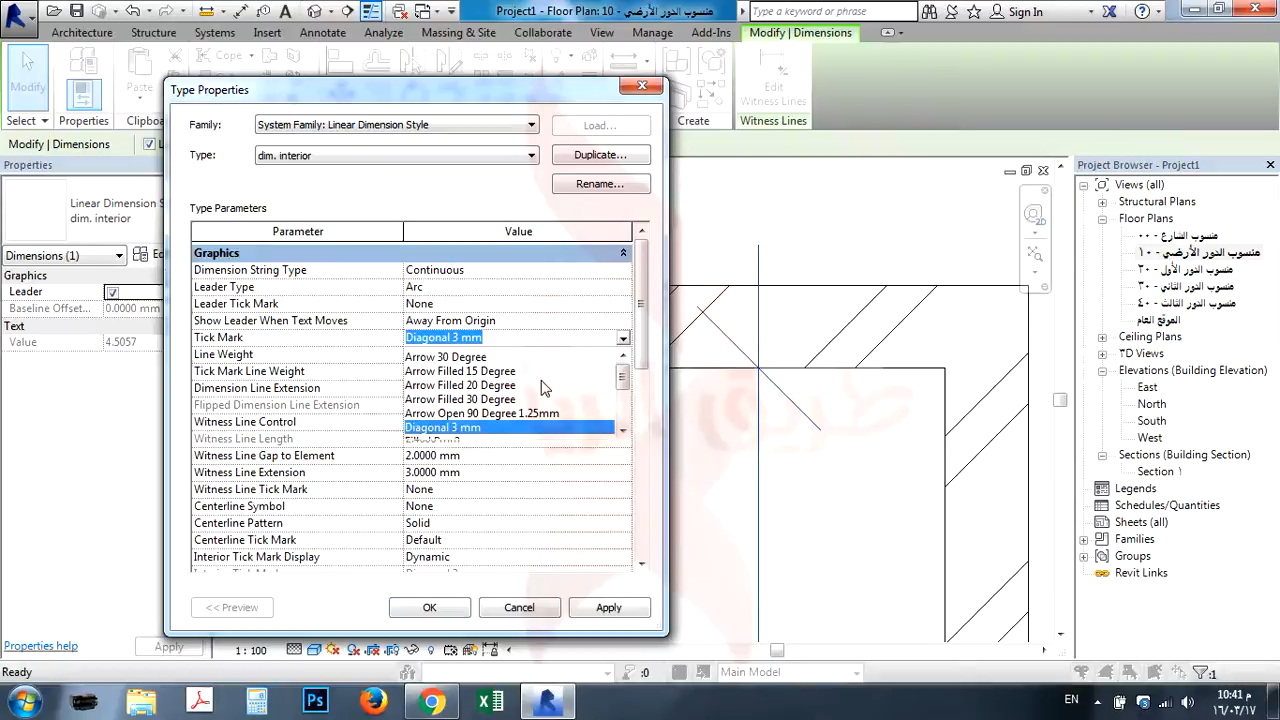 Project1 - Floor Plan: منسوب الدور الأرضي - 10
Type a keyword or phrase
Sign In
Architecture Structure Systems Insert Annotate Analyze Massing & Site Collaborate View Manage Add-Ins Modify | Dimensions
Modify
Cope
Paste
Edit
Witness Lines
Select Properties Clipb Create Witness Lines
Modify | Dimensions
Properties
Linear Dimension S
dim. interior
Dimensions (1)
Graphics
Leader
Baseline Offset... 0.0000 mm
Text
Value 4.5057
Properties help Apply
Type Properties
Family: System Family: Linear Dimension Style Load...
Type: dim. interior Duplicate...
Rename...
Type Parameters
Parameter Value
Graphics
Dimension String Type Continuous
Leader Type Arc
Leader Tick Mark None
Show Leader When Text Moves Away From Origin
Tick Mark Diagonal 3 mm
Line Weight
Tick Mark Line Weight
Dimension Line Extension
Flipped Dimension Line Extension
Witness Line Control
Witness Line Length
Arrow 30 Degree
Arrow Filled 15 Degree
Arrow Filled 20 Degree
Arrow Filled 30 Degree
Arrow Open 90 Degree 1.25mm
Diagonal 3 mm
Witness Line Gap to Element 2.0000 mm
Witness Line Extension 3.0000 mm
Witness Line Tick Mark None
Centerline Symbol None
Centerline Pattern Solid
Centerline Tick Mark Default
Interior Tick Mark Display Dynamic
<< Preview OK Cancel Apply
2D
Project Browser - Project1
Views (all)
Structural Plans
Floor Plans
منسوب الشارع - ٠٠
منسوب الدور الأرضي - ١٠
منسوب الدور الأول - ٢٠
منسوب الدور الثاني - ٣٠
منسوب الدور الثالث - ٤٠
الموقع العام
Ceiling Plans
٣D Views
Elevations (Building Elevation)
East
North
South
West
Sections (Building Section)
Section ١
Legends
Schedules/Quantities
Sheets (all)
Families
Groups
Revit Links
1 : 100
Ready
:0
Main Model
:1
EN
10:41 م
١٦/٠٣/١٧